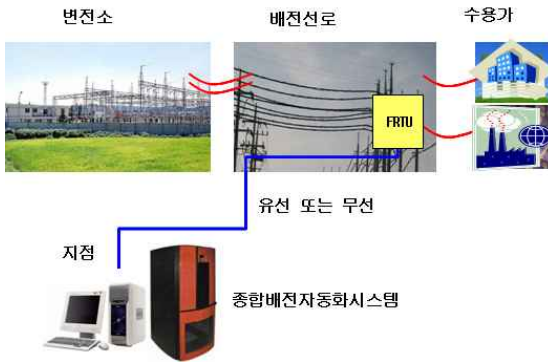 변전소
배전선로
수용가
FRTU
유선 또는 무선
지점
종합배전자동화시스템